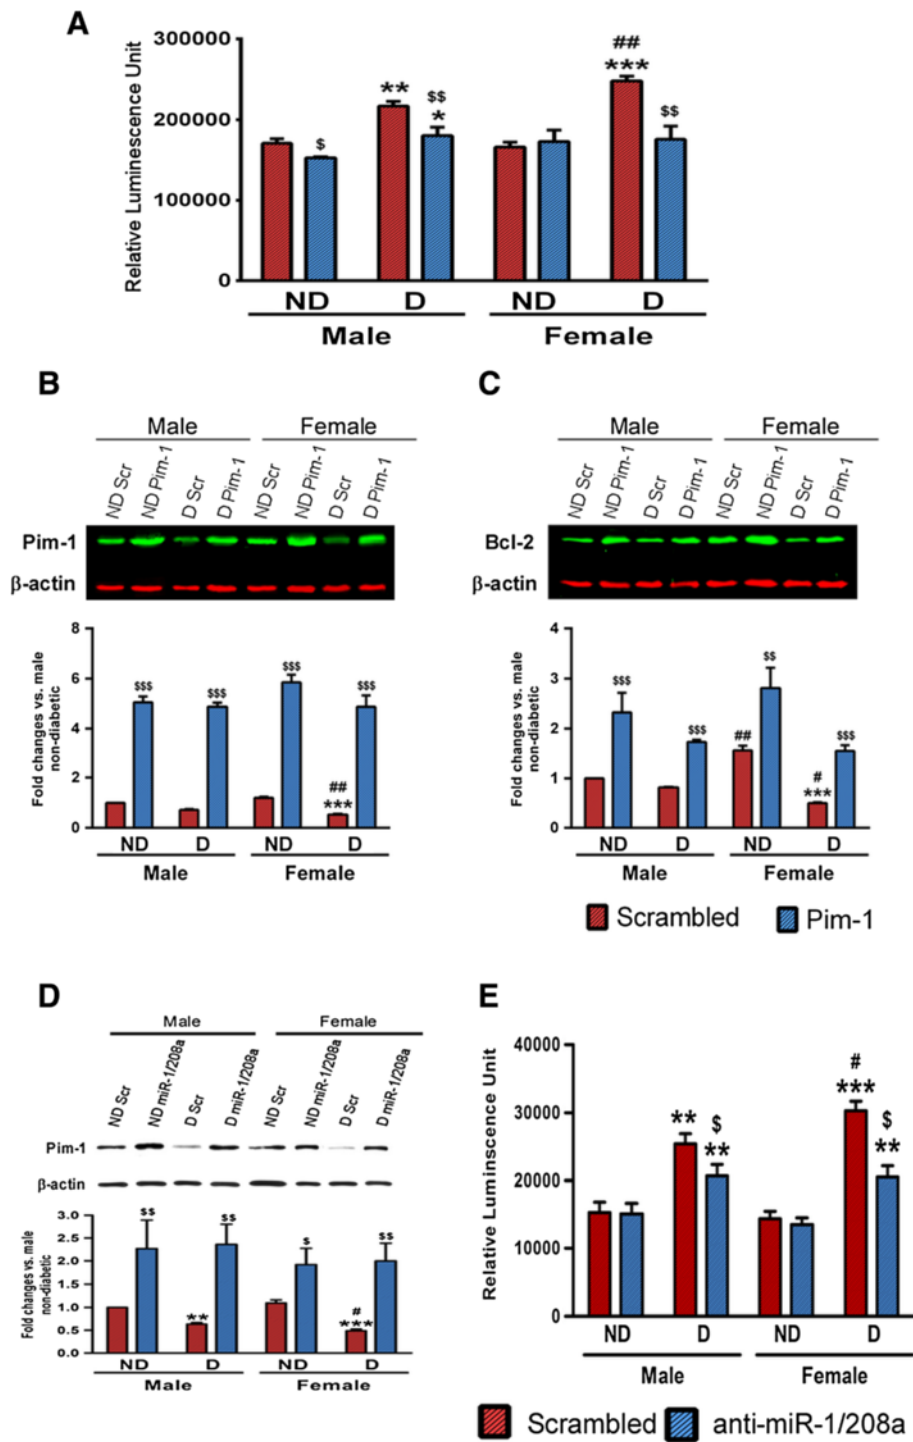 A
Relative Luminescence Unit
300000
200000
100000
0
$
**
$$
*
##
***
$$
ND D ND D
Male Female
B
Male Female
ND Scr ND Pim-1 D Scr D Pim-1 ND Scr ND Pim-1 D Scr D Pim-1
Pim-1
β-actin
Fold changes vs. male
non-diabetic
8
6
4
2
0
$$$ $$$ $$$ $$$
##
***
ND D ND D
Male Female
C
Male Female
ND Scr ND Pim-1 D Scr D Pim-1 ND Scr ND Pim-1 D Scr D Pim-1
Bcl-2
β-actin
Fold changes vs. male
non-diabetic
4
3
2
1
0
$$$ $$$ ## $$ $$$
#
***
ND D ND D
Male Female
Scrambled Pim-1
D
Male Female
ND Scr ND miR-1/208a D Scr D miR-1/208a ND Scr ND miR-1/208a D Scr D miR-1/208a
Pim-1
β-actin
Fold changes vs. male
non-diabetic
3.0
2.5
2.0
1.5
1.0
0.5
0.0
$$ ** $$ $ $$
#
***
ND D ND D
Male Female
E
Relative Luminscence Unit
40000
30000
20000
10000
0
**
$
**
#
***
$
**
ND D ND D
Male Female
Scrambled anti-miR-1/208a